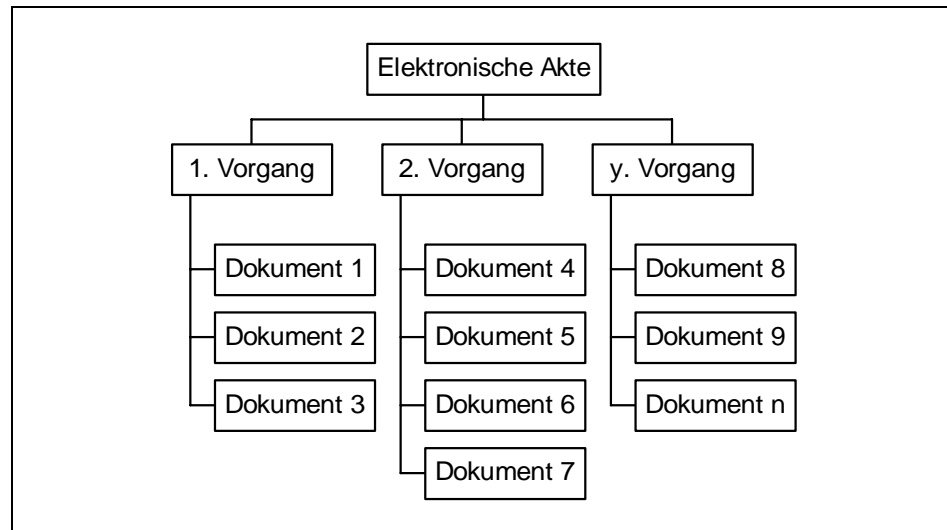 Elektronische Akte
1. Vorgang
Dokument 1
Dokument 2
Dokument 3
2. Vorgang
Dokument 4
Dokument 5
Dokument 6
Dokument 7
y. Vorgang
Dokument 8
Dokument 9
Dokument n